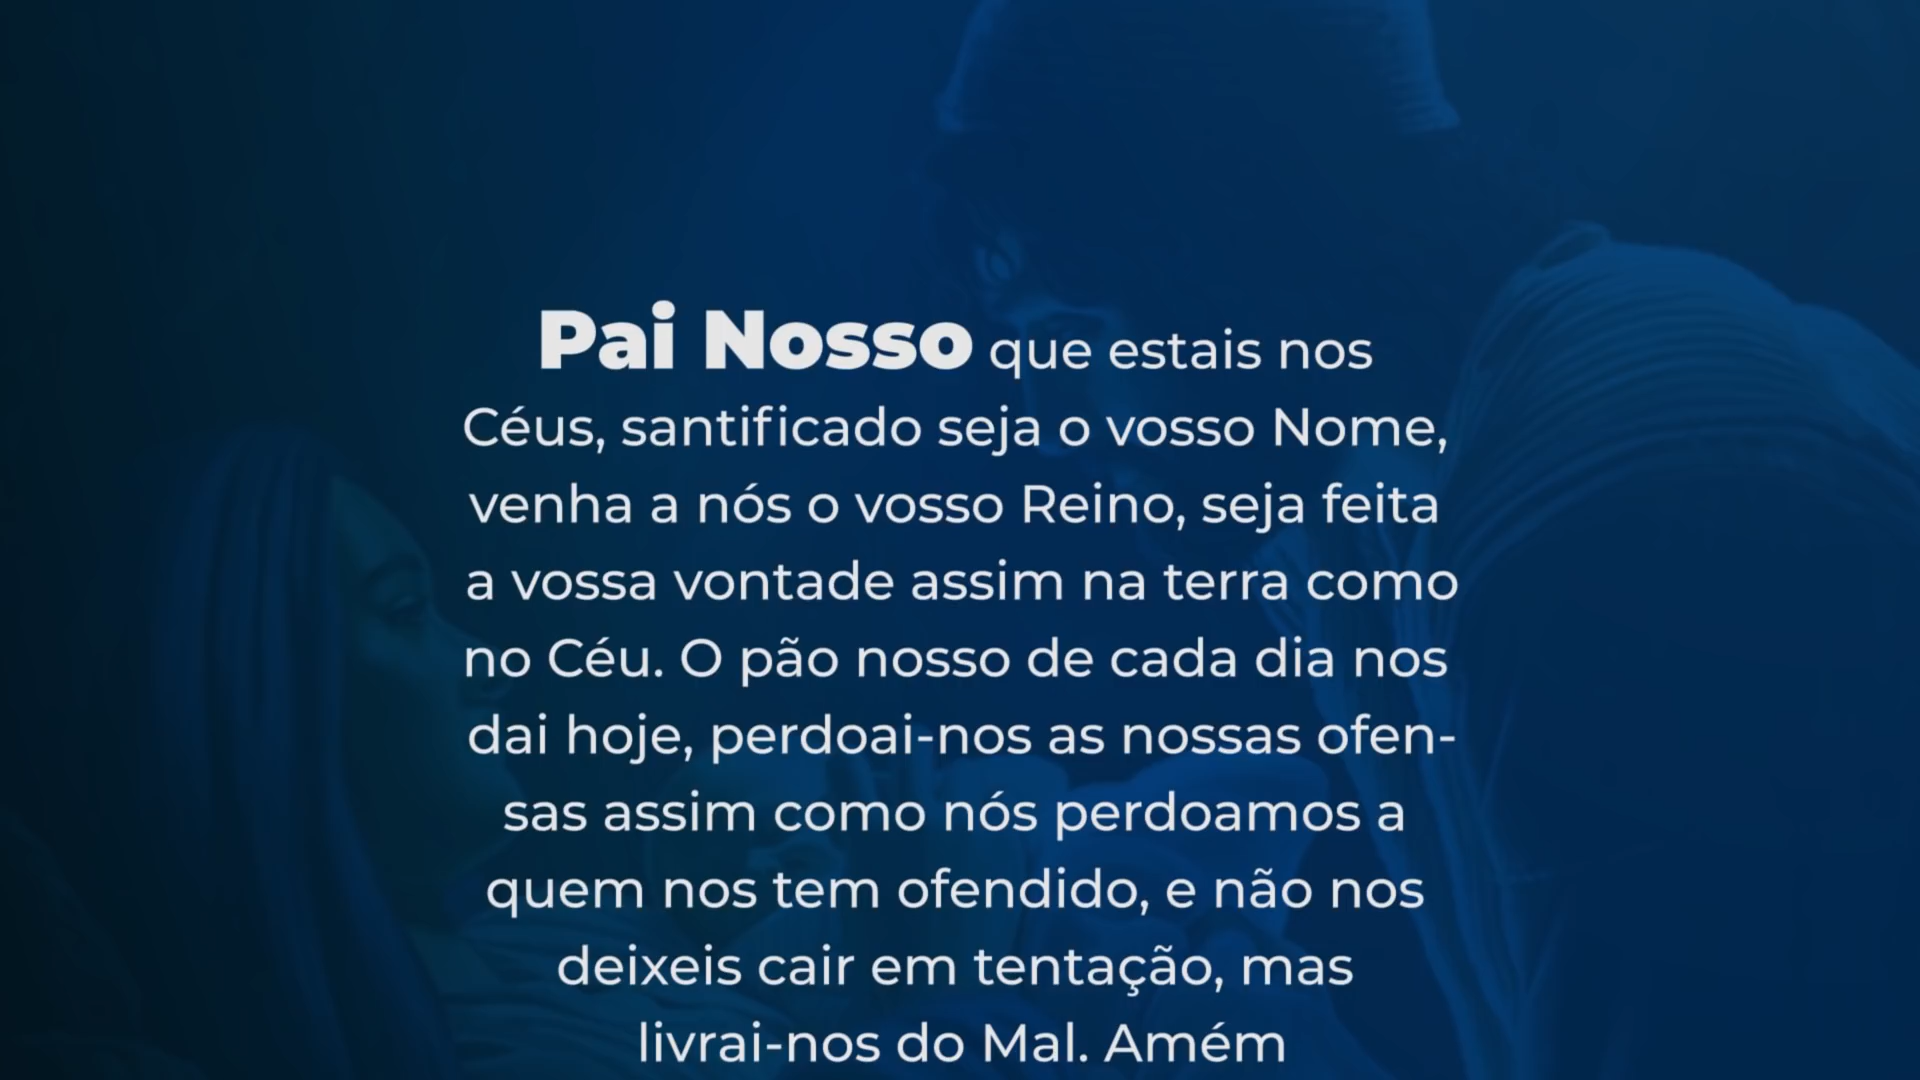 Pai Nosso que estais nos
Céus, santificado seja o vosso Nome,
venha a nós o vosso Reino, seja feita
a vossa vontade assim na terra como
no Céu. O pão nosso de cada dia nos
dai hoje, perdoai-nos as nossas ofen-
sas assim como nós perdoamos a
quem nos tem ofendido, e não nos
deixeis cair em tentação, mas
livrai-nos do Mal. Amém